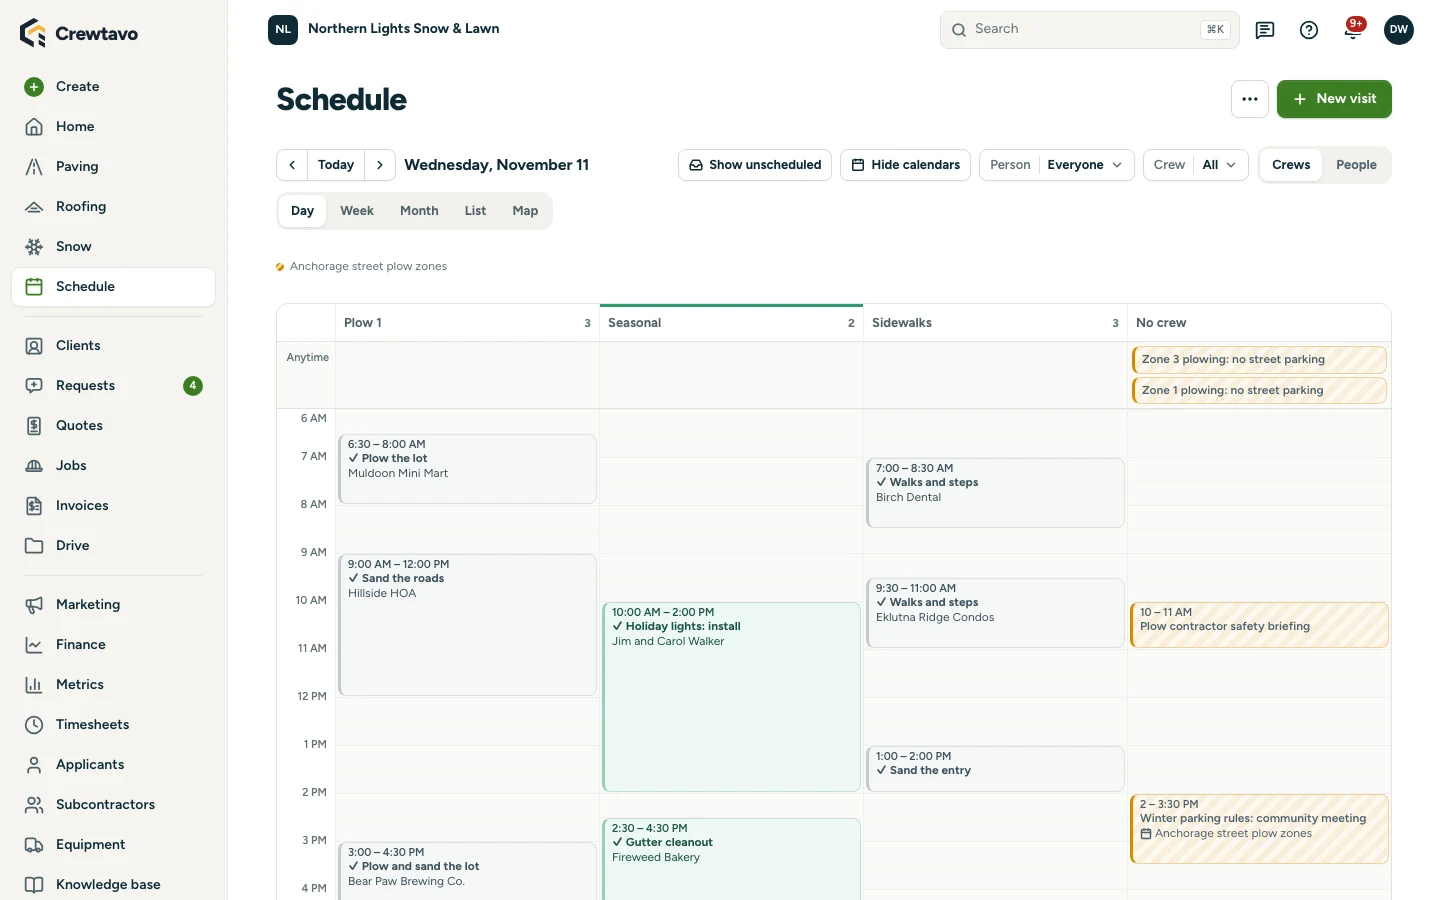 Crewtavo
NL
Northern Lights Snow & Lawn
Search
⌘K
9+
DW
Create
Home
Paving
Roofing
Snow
Schedule
Clients
Requests
4
Quotes
Jobs
Invoices
Drive
Marketing
Finance
Metrics
Timesheets
Applicants
Subcontractors
Equipment
Knowledge base
Schedule
New visit
Today
Wednesday, November 11
Show unscheduled
Hide calendars
Person Everyone
Crew All
Crews
People
Day
Week
Month
List
Map
Anchorage street plow zones
Plow 1 3
Seasonal 2
Sidewalks 3
No crew
Anytime
Zone 3 plowing: no street parking
Zone 1 plowing: no street parking
6 AM
7 AM
8 AM
9 AM
10 AM
11 AM
12 PM
1 PM
2 PM
3 PM
4 PM
6:30 – 8:00 AM
✓ Plow the lot
Muldoon Mini Mart
9:00 AM – 12:00 PM
✓ Sand the roads
Hillside HOA
3:00 – 4:30 PM
✓ Plow and sand the lot
Bear Paw Brewing Co.
10:00 AM – 2:00 PM
✓ Holiday lights: install
Jim and Carol Walker
2:30 – 4:30 PM
✓ Gutter cleanout
Fireweed Bakery
7:00 – 8:30 AM
✓ Walks and steps
Birch Dental
9:30 – 11:00 AM
✓ Walks and steps
Eklutna Ridge Condos
1:00 – 2:00 PM
✓ Sand the entry
10 – 11 AM
Plow contractor safety briefing
2 – 3:30 PM
Winter parking rules: community meeting
Anchorage street plow zones